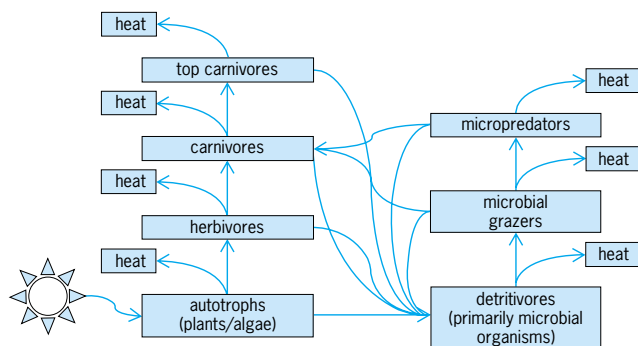 heat
top carnivores
heat
heat
micropredators
carnivores
heat
heat
microbial
grazers
herbivores
heat
heat
autotrophs
(plants/algae)
detritivores
(primarily microbial
organisms)